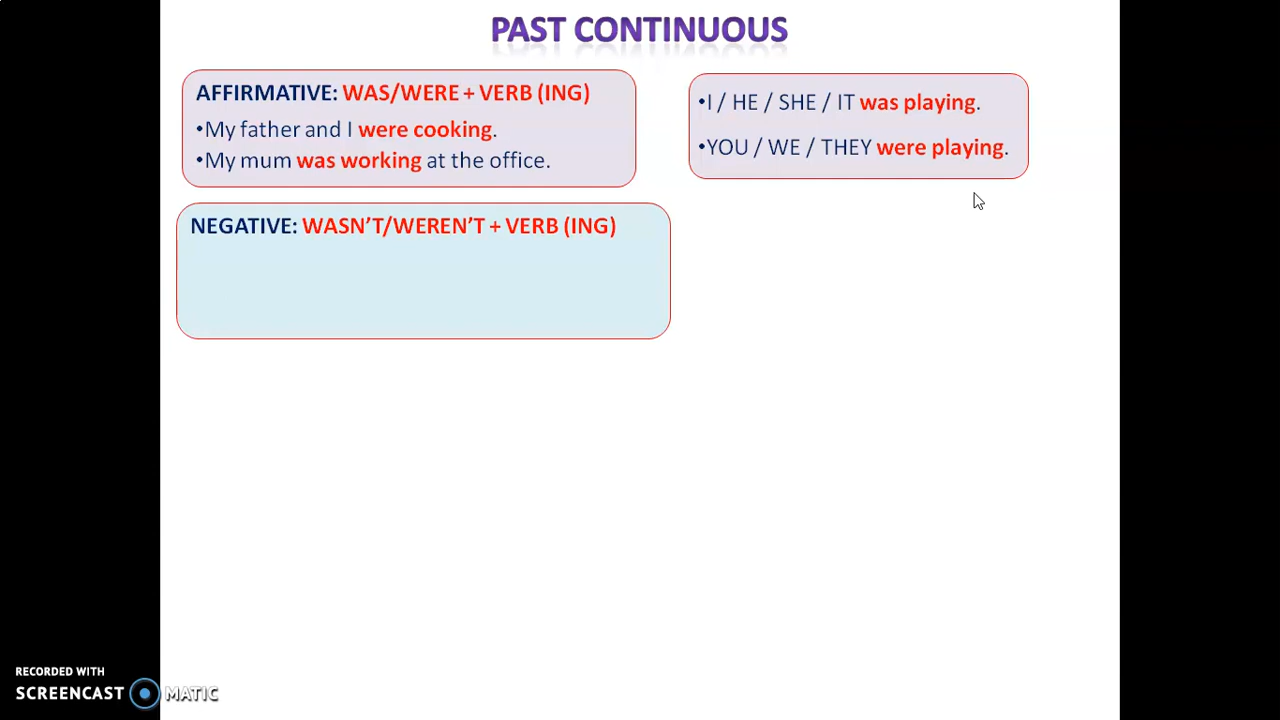 PAST CONTINUOUS
AFFIRMATIVE: WAS/WERE + VERB (ING)
•My father and I were cooking.
•My mum was working at the office.
•I / HE / SHE / IT was playing.
•YOU / WE / THEY were playing.
NEGATIVE: WASN’T/WEREN’T + VERB (ING)
RECORDED WITH
SCREENCAST MATIC